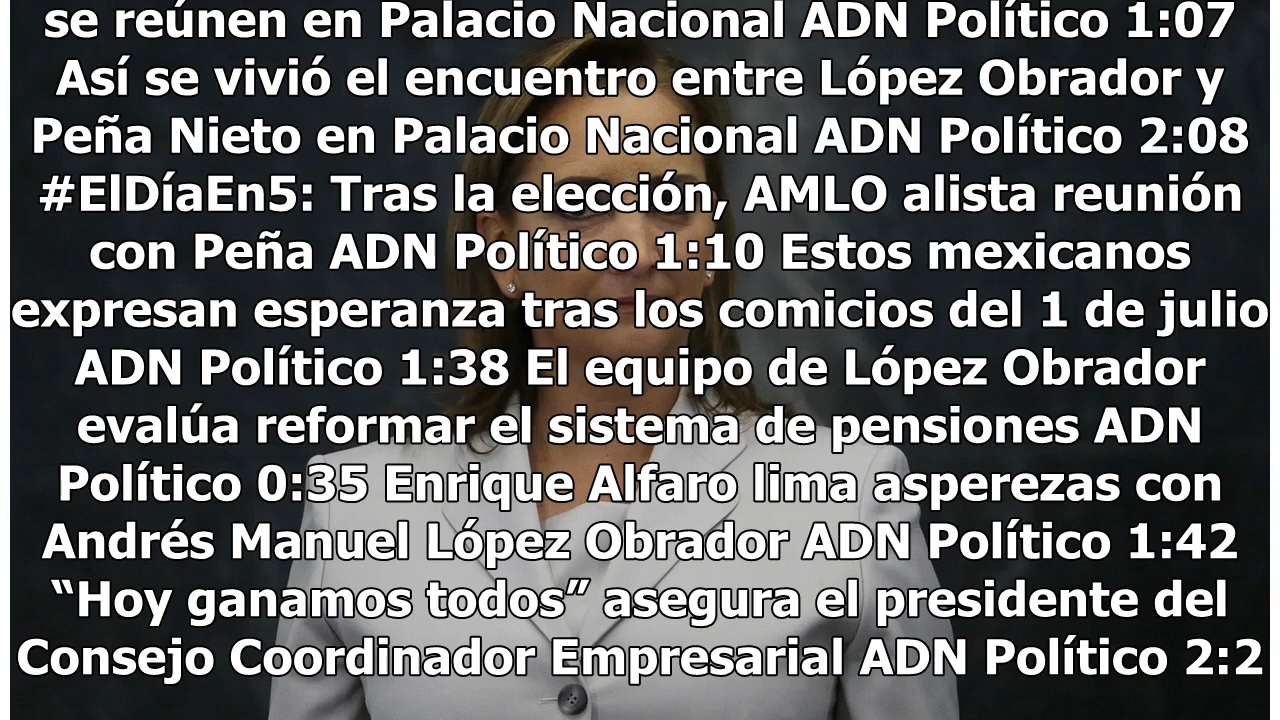 se reúnen en Palacio Nacional ADN Político 1:07
Así se vivió el encuentro entre López Obrador y
Peña Nieto en Palacio Nacional ADN Político 2:08
#ElDíaEn5: Tras la elección, AMLO alista reunión
con Peña ADN Político 1:10 Estos mexicanos
expresan esperanza tras los comicios del 1 de julio
ADN Político 1:38 El equipo de López Obrador
evalúa reformar el sistema de pensiones ADN
Político 0:35 Enrique Alfaro lima asperezas con
Andrés Manuel López Obrador ADN Político 1:42
“Hoy ganamos todos” asegura el presidente del
Consejo Coordinador Empresarial ADN Político 2:2